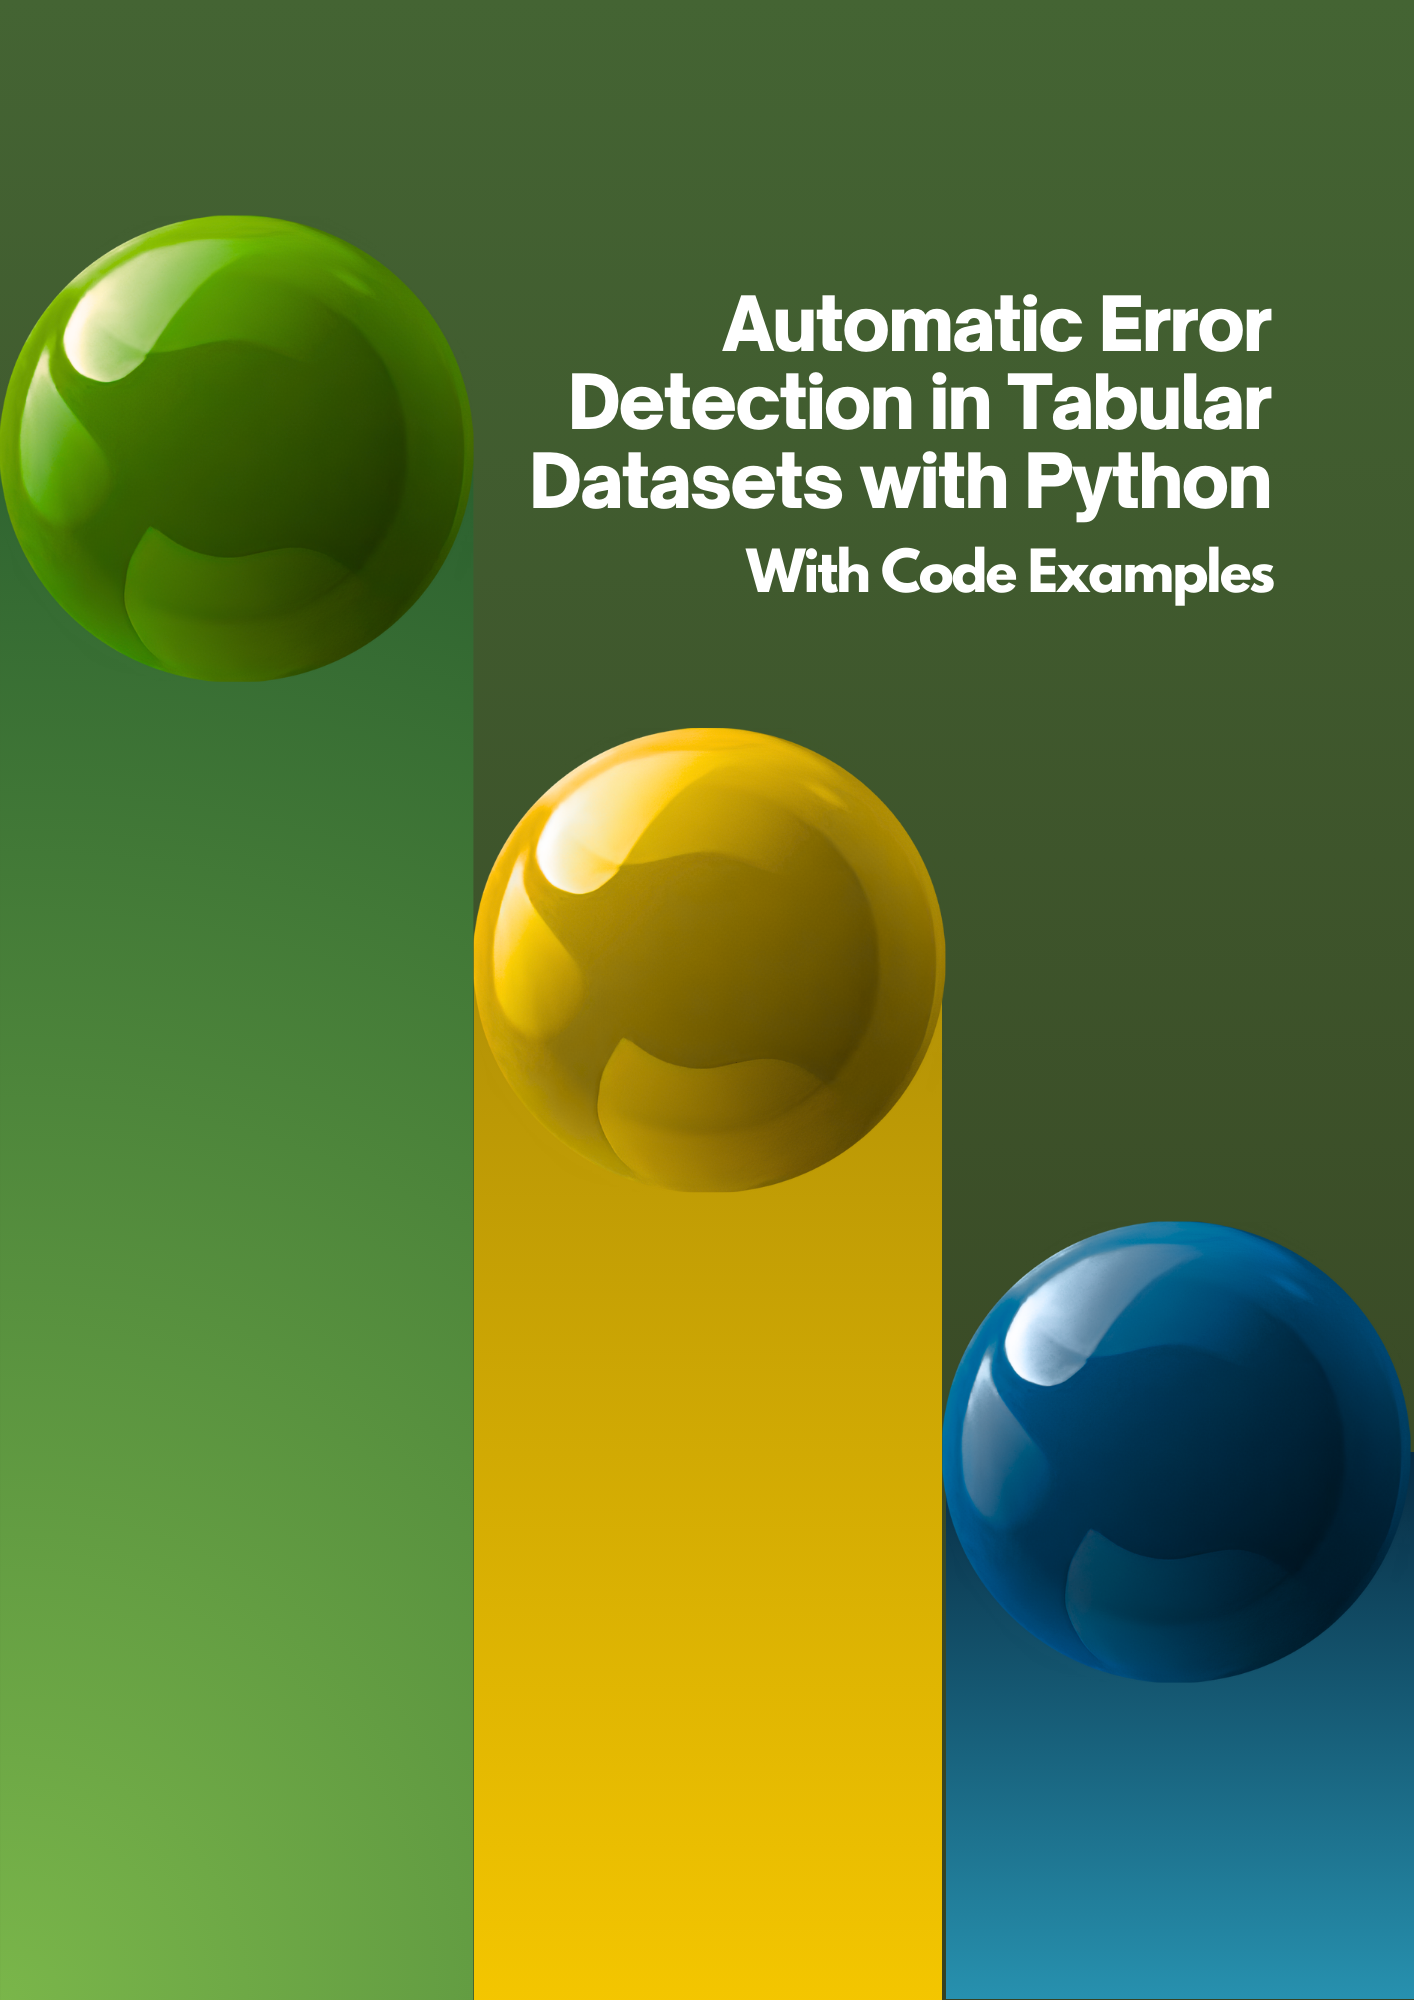 Automatic Error
Detection in Tabular
Datasets with Python
With Code Examples